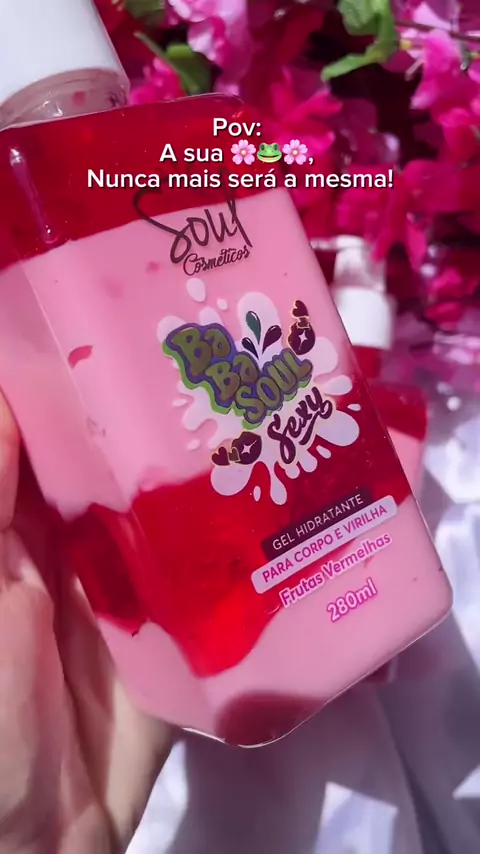 Pov:
A sua 🌸🐸🌸,
Nunca mais será a mesma!
Soul
Cosméticos
BA
BA
SOUL
Sexy
GEL HIDRATANTE
PARA CORPO E VIRILHA
Frutas Vermelhas
280ml